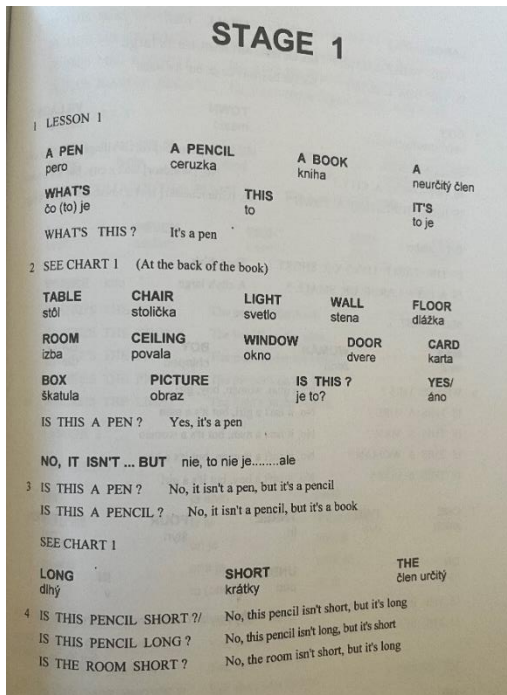 STAGE 1
1 LESSON 1
A PEN A PENCIL A BOOK A
pero ceruzka kniha neurčitý člen
WHAT'S THIS IT'S
čo (to) je to to je
WHAT'S THIS ? It's a pen
2 SEE CHART 1 (At the back of the book)
TABLE CHAIR LIGHT WALL FLOOR
stôl stolička svetlo stena dlážka
ROOM CEILING WINDOW DOOR CARD
izba povala okno dvere karta
BOX PICTURE IS THIS ? YES/
škatula obraz je to? áno
IS THIS A PEN ? Yes, it's a pen
NO, IT ISN'T ... BUT nie, to nie je........ale
3 IS THIS A PEN ? No, it isn't a pen, but it's a pencil
IS THIS A PENCIL ? No, it isn't a pencil, but it's a book
SEE CHART 1
LONG SHORT THE
dlhý krátky člen určitý
4 IS THIS PENCIL SHORT ?/ No, this pencil isn't short, but it's long
IS THIS PENCIL LONG ? No, this pencil isn't long, but it's short
IS THE ROOM SHORT ? No, the room isn't short, but it's long